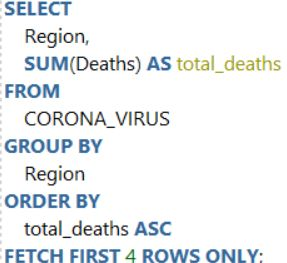 SELECT
Region,
SUM(Deaths) AS total_deaths
FROM
CORONA_VIRUS
GROUP BY
Region
ORDER BY
total_deaths ASC
FETCH FIRST 4 ROWS ONLY;